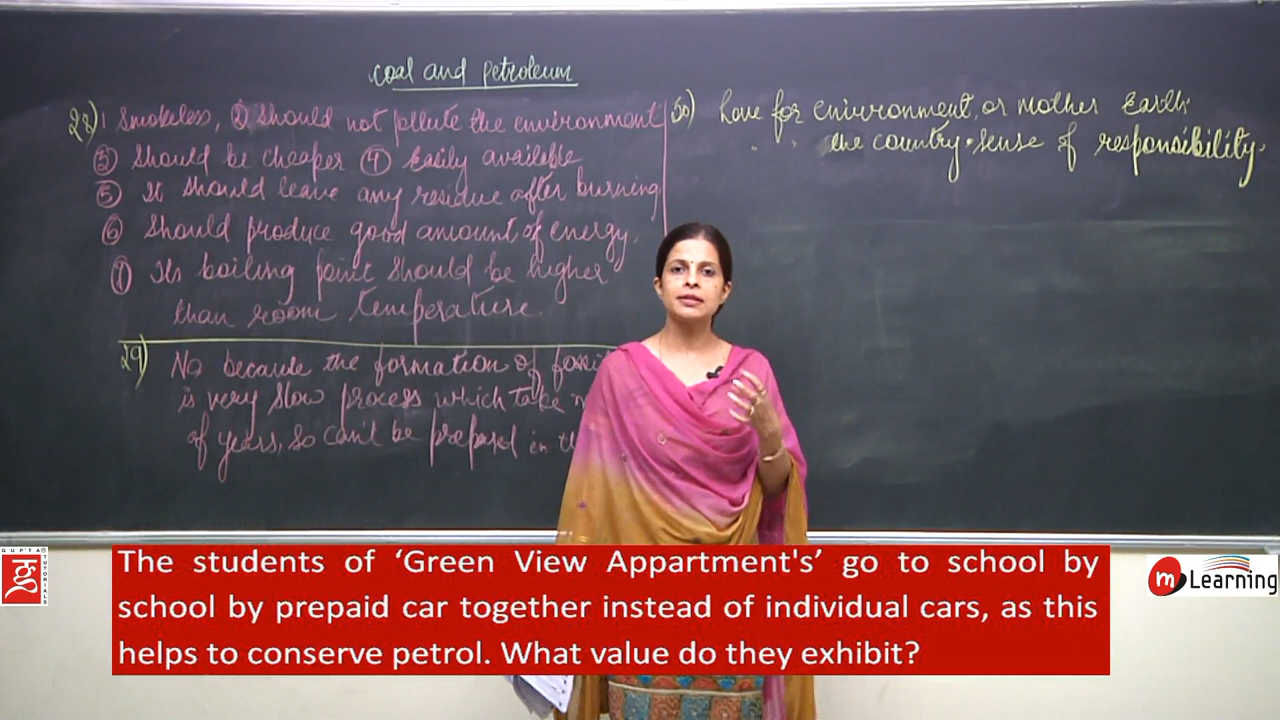 coal and petroleum
28) 1 Smokeless, ② Should not pollute the environment
③ Should be cheaper ④ Easily available
⑤ It should leave any residue after burning
⑥ Should produce good amount of energy.
⑦ Its boiling point should be higher
than room temperature
29) No because the formation of fossi
is very slow process which take
of years, so can't be prepared in
30) Love for environment, or mother Earth
" " the country. sense of responsibility.
The students of ‘Green View Appartment's’ go to school by
school by prepaid car together instead of individual cars, as this
helps to conserve petrol. What value do they exhibit?
GUPTA TUTORIALS
m Learning